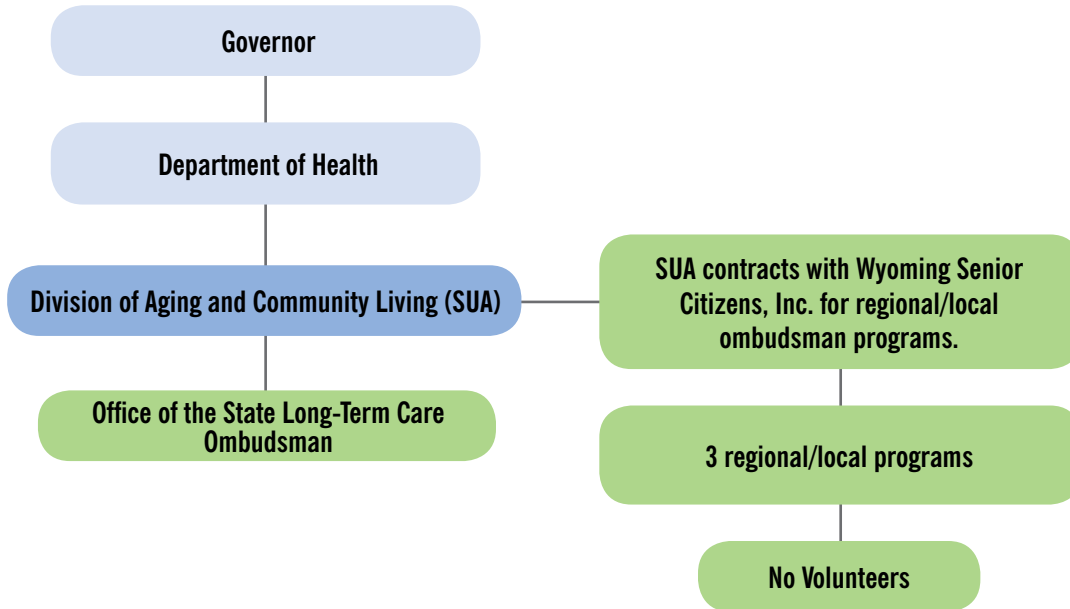 Governor
Department of Health
Division of Aging and Community Living (SUA)
Office of the State Long-Term Care
Ombudsman
SUA contracts with Wyoming Senior
Citizens, Inc. for regional/local
ombudsman programs.
3 regional/local programs
No Volunteers